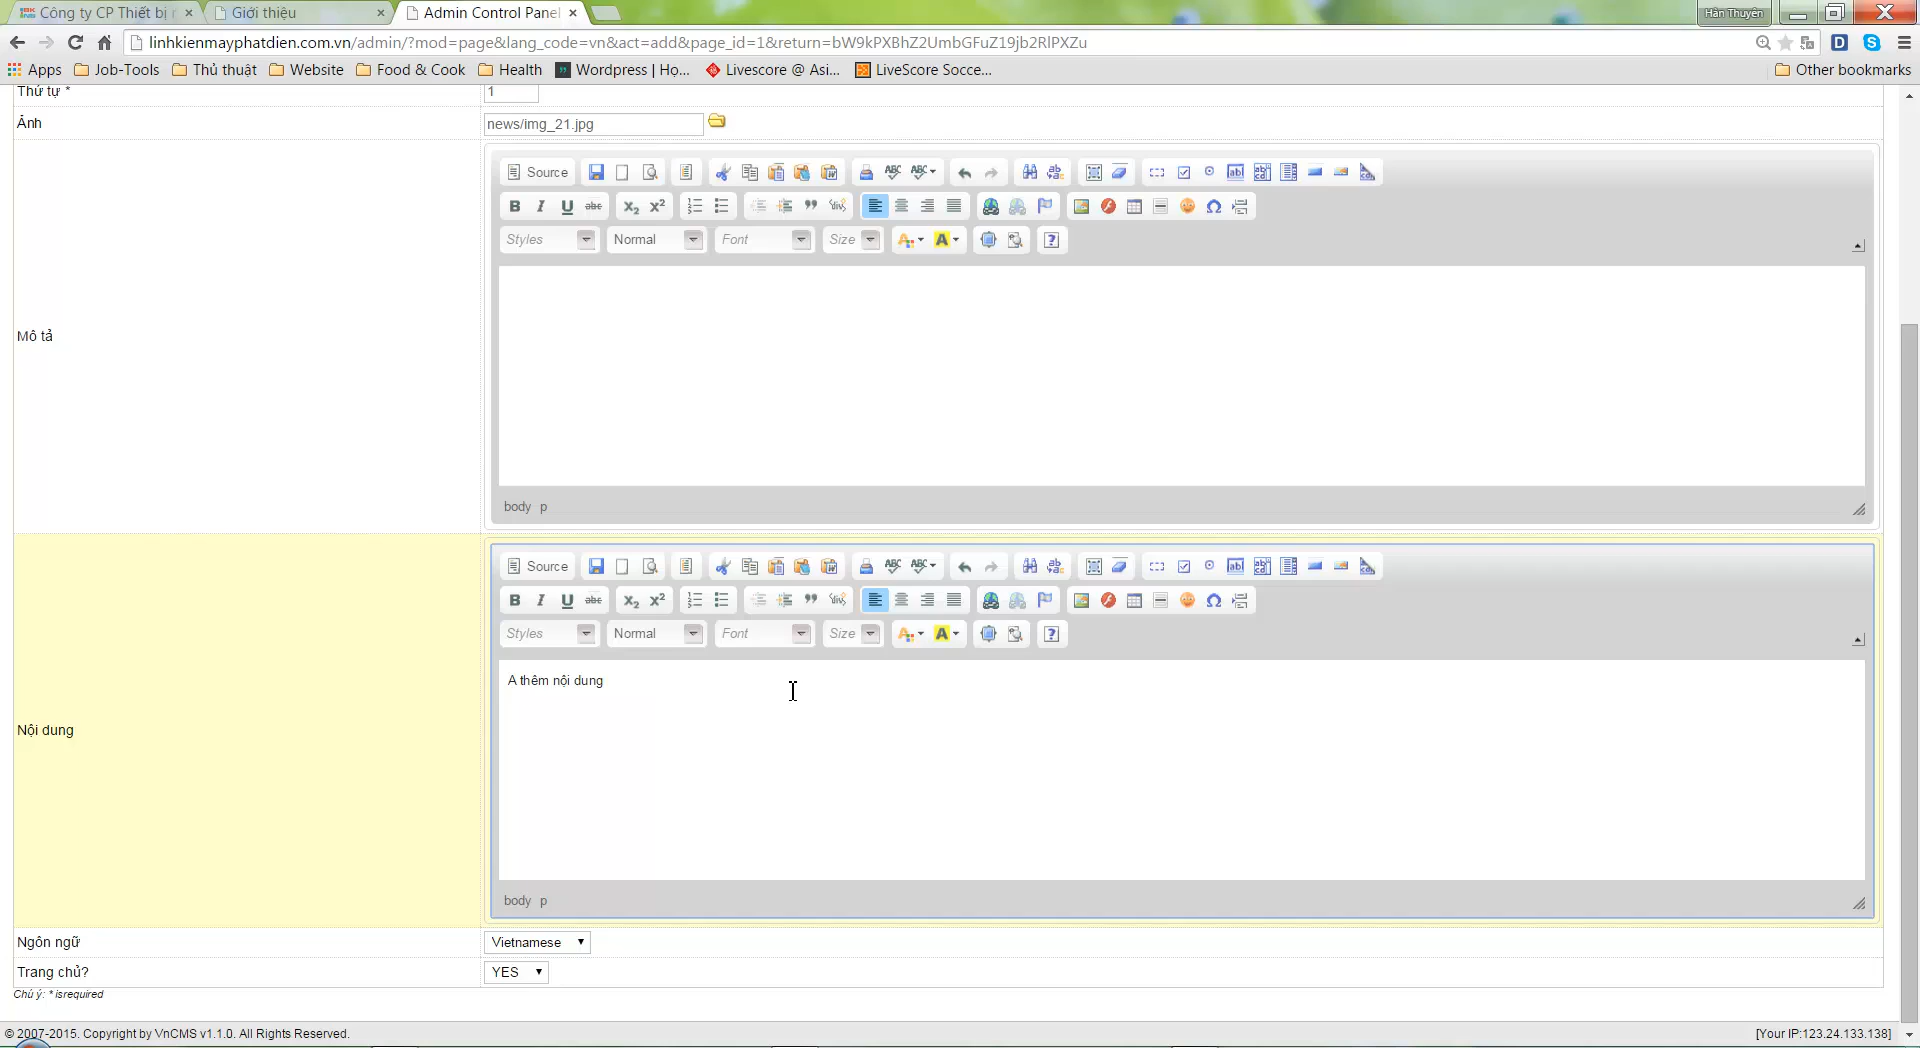 Công ty CP Thiết bị
Giới thiệu
Admin Control Panel
Hàn Thuyên
linhkienmayphatdien.com.vn/admin/?mod=page&lang_code=vn&act=add&page_id=1&return=bW9kPXBhZ2UmbGFuZ19jb2RlPXZu
Apps Job-Tools Thủ thuật Website Food & Cook Health Wordpress | Họ... Livescore @ Asi... LiveScore Socce... Other bookmarks
Thứ tự * 1
Ảnh news/img_21.jpg
Source
Styles Normal Font Size
Mô tả
body p
Source
Styles Normal Font Size
A thêm nội dung
Nội dung
body p
Ngôn ngữ Vietnamese
Trang chủ? YES
Chú ý: * isrequired
© 2007-2015. Copyright by VnCMS v1.1.0. All Rights Reserved. [Your IP:123.24.133.138]